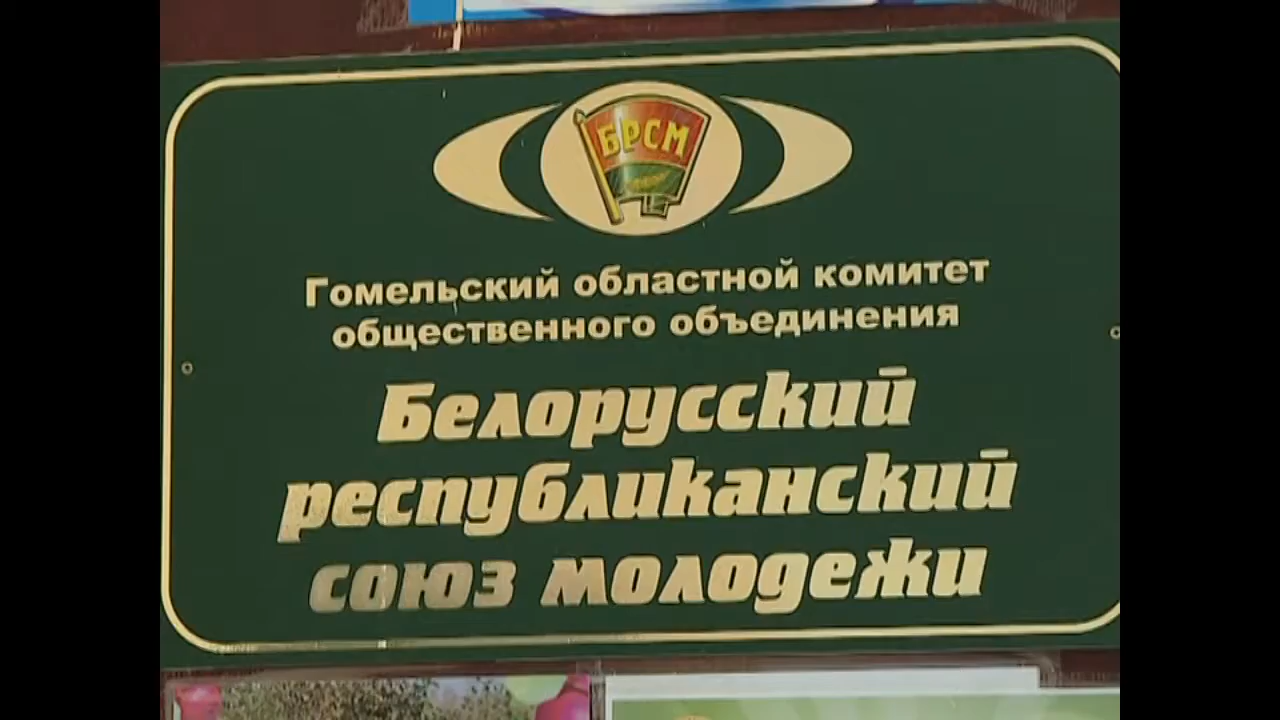 БРСМ
Гомельский областной комитет
общественного объединения
Белорусский
республиканский
союз молодежи